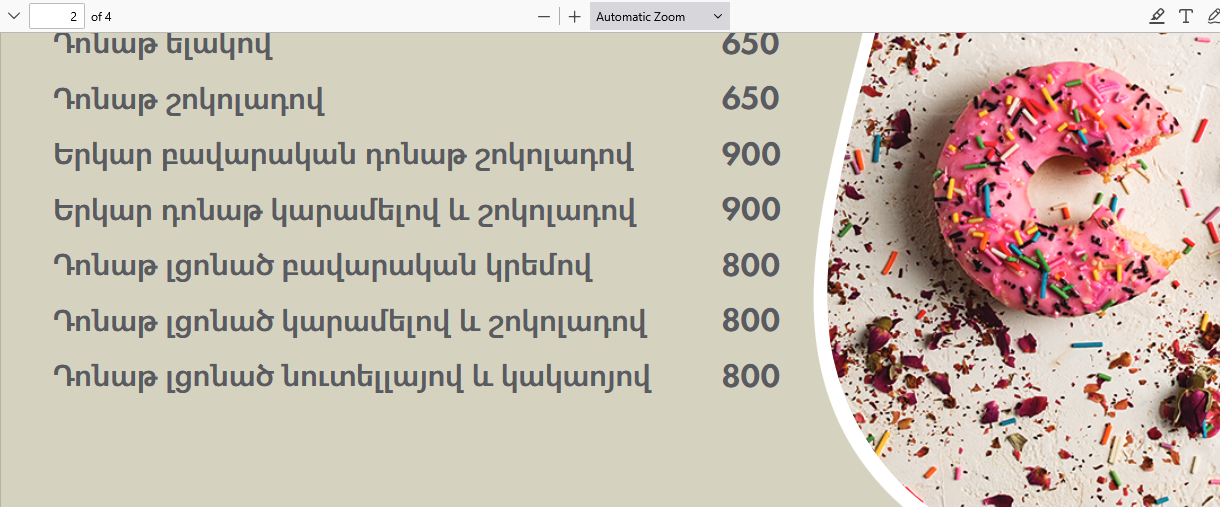 2 of 4 Automatic Zoom
Դոնաթ ելակով 650
Դոնաթ շոկոլադով 650
Երկար բավարական դոնաթ շոկոլադով 900
Երկար դոնաթ կարամելով և շոկոլադով 900
Դոնաթ լցոնած բավարական կրեմով 800
Դոնաթ լցոնած կարամելով և շոկոլադով 800
Դոնաթ լցոնած նուտելլայով և կակաոյով 800